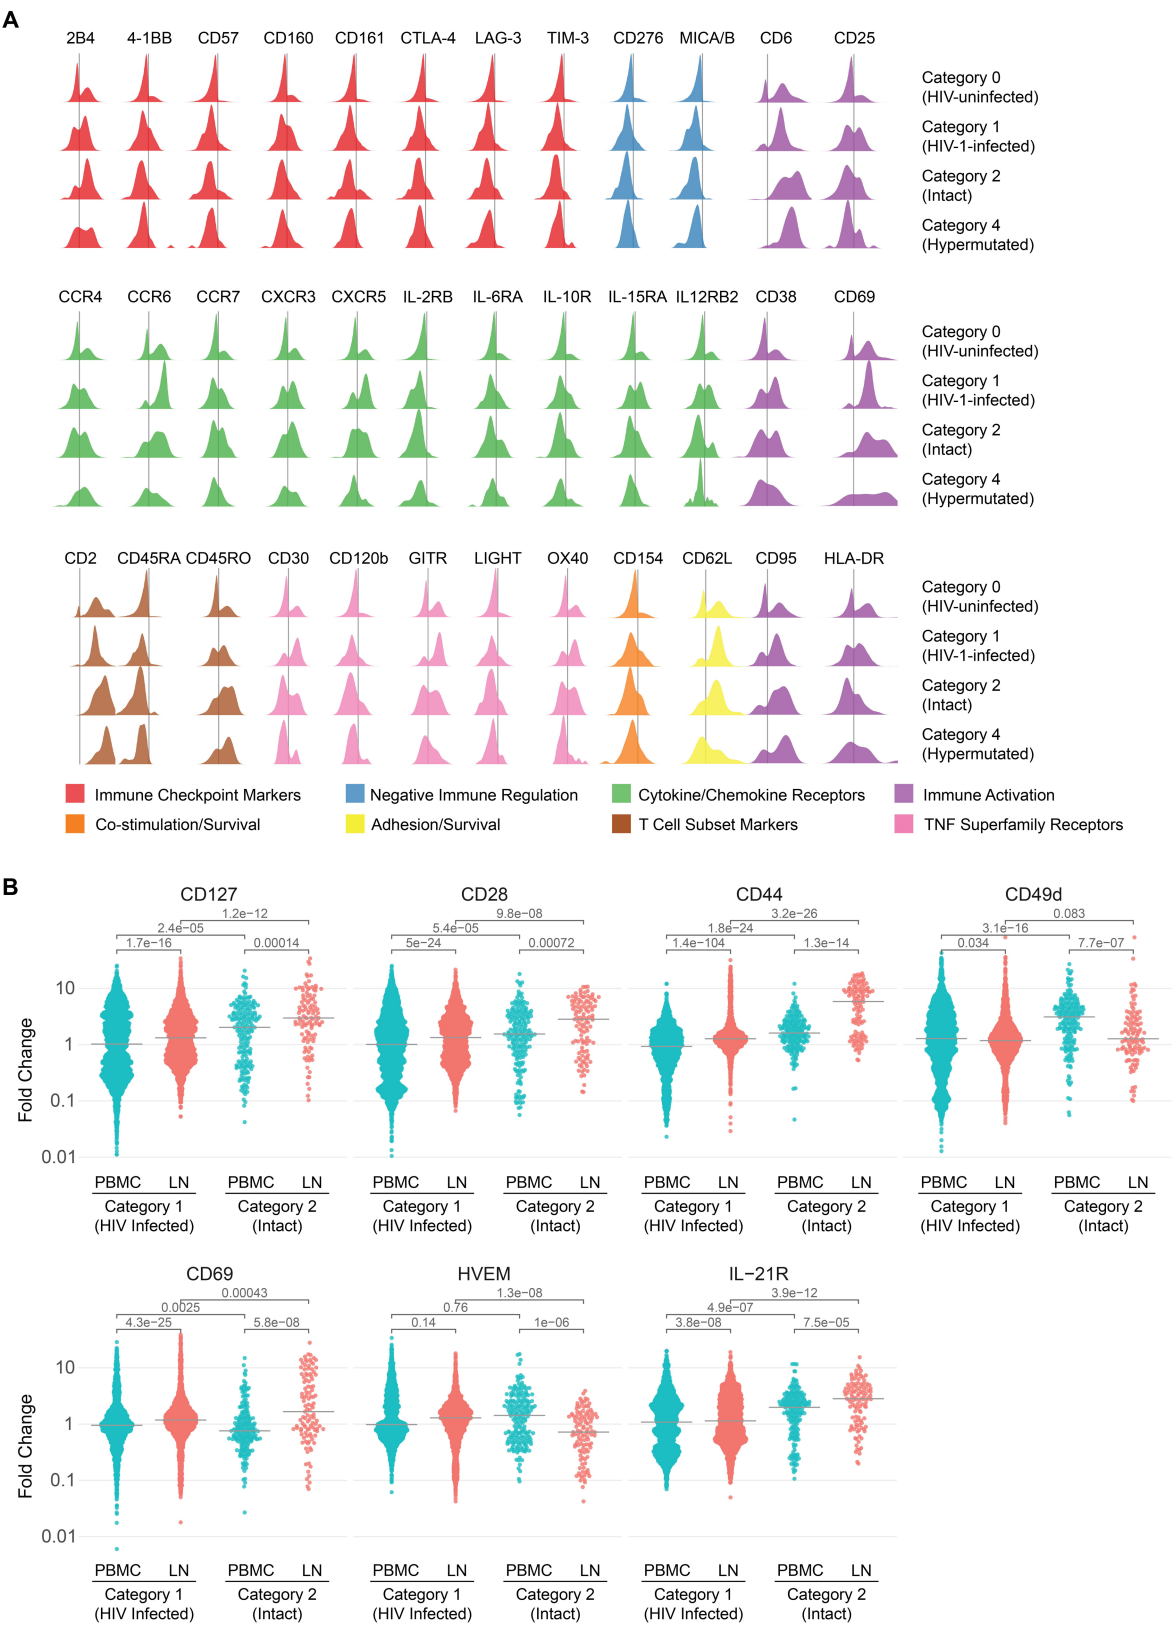 A
2B4 4-1BB CD57 CD160 CD161 CTLA-4 LAG-3 TIM-3 CD276 MICA/B CD6 CD25
Category 0
(HIV-uninfected)
Category 1
(HIV-1-infected)
Category 2
(Intact)
Category 4
(Hypermutated)
CCR4 CCR6 CCR7 CXCR3 CXCR5 IL-2RB IL-6RA IL-10R IL-15RA IL12RB2 CD38 CD69
Category 0
(HIV-uninfected)
Category 1
(HIV-1-infected)
Category 2
(Intact)
Category 4
(Hypermutated)
CD2 CD45RA CD45RO CD30 CD120b GITR LIGHT OX40 CD154 CD62L CD95 HLA-DR
Category 0
(HIV-uninfected)
Category 1
(HIV-1-infected)
Category 2
(Intact)
Category 4
(Hypermutated)
Immune Checkpoint Markers Negative Immune Regulation Cytokine/Chemokine Receptors Immune Activation
Co-stimulation/Survival Adhesion/Survival T Cell Subset Markers TNF Superfamily Receptors
B
CD127 CD28 CD44 CD49d
1.2e−12 9.8e−08 3.2e−26 0.083
2.4e−05 5.4e−05 1.8e−24 3.1e−16
1.7e−16 0.00014 5e−24 0.00072 1.4e−104 1.3e−14 0.034 7.7e−07
10
1
0.1
0.01
Fold Change
PBMC LN PBMC LN PBMC LN PBMC LN PBMC LN PBMC LN PBMC LN PBMC LN
Category 1 Category 2 Category 1 Category 2 Category 1 Category 2 Category 1 Category 2
(HIV Infected) (Intact) (HIV Infected) (Intact) (HIV Infected) (Intact) (HIV Infected) (Intact)
CD69 HVEM IL−21R
0.00043 1.3e−08 3.9e−12
0.0025 0.76 4.9e−07
4.3e−25 5.8e−08 0.14 1e−06 3.8e−08 7.5e−05
10
1
0.1
0.01
Fold Change
PBMC LN PBMC LN PBMC LN PBMC LN PBMC LN PBMC LN
Category 1 Category 2 Category 1 Category 2 Category 1 Category 2
(HIV Infected) (Intact) (HIV Infected) (Intact) (HIV Infected) (Intact)